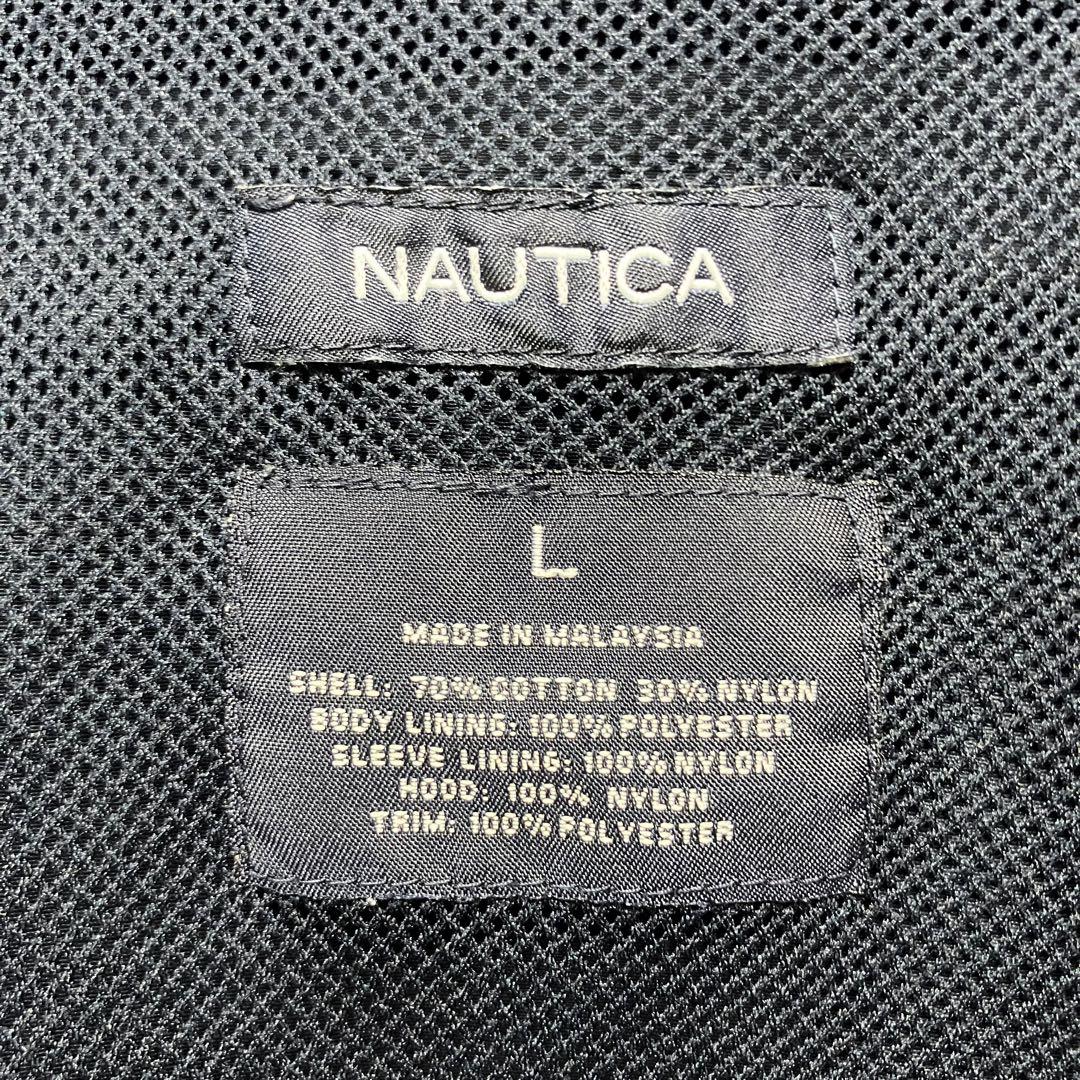 NAUTICA
L
MADE IN MALAYSIA
SHELL: 70% COTTON 30% NYLON
BODY LINING: 100% POLYESTER
SLEEVE LINING: 100% NYLON
HOOD: 100% NYLON
TRIM: 100% POLYESTER